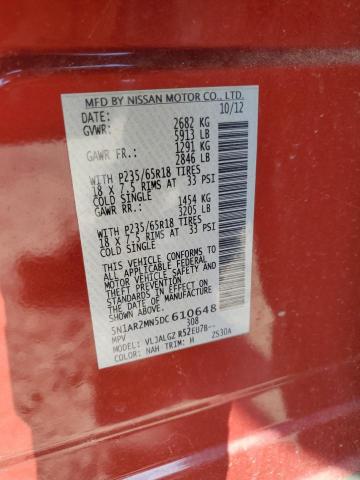 MFD BY NISSAN MOTOR CO., LTD.
DATE: 10/12
GVWR: 2682 KG
5913 LB
GAWR FR.: 1291 KG
2846 LB
WITH P235/65R18 TIRES
18 X 7.5 RIMS AT 33 PSI
COLD SINGLE
GAWR RR.: 1454 KG
3205 LB
WITH P235/65R18 TIRES
18 X 7.5 RIMS AT 33 PSI
COLD SINGLE
THIS VEHICLE CONFORMS TO
ALL APPLICABLE FEDERAL
MOTOR VEHICLE SAFETY AND
THEFT PREVENTION
STANDARDS IN EFFECT ON
THE DATE OF MANUFACTURE
SHOWN ABOVE.
5N1AR2MN5DC610648
MPV 308
MODEL: VLJALGZ R52EU7B--
COLOR: NAH TRIM: H ZS30A